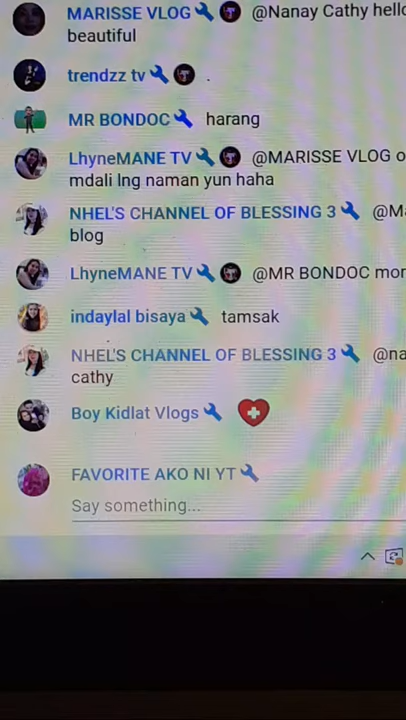 MARISSE VLOG @Nanay Cathy hello
beautiful
trendzz tv .
MR BONDOC harang
LhyneMANE TV @MARISSE VLOG o
mdali lng naman yun haha
NHEL'S CHANNEL OF BLESSING 3 @Ma
blog
LhyneMANE TV @MR BONDOC mor
indaylal bisaya tamsak
NHEL'S CHANNEL OF BLESSING 3 @na
cathy
Boy Kidlat Vlogs
FAVORITE AKO NI YT
Say something...